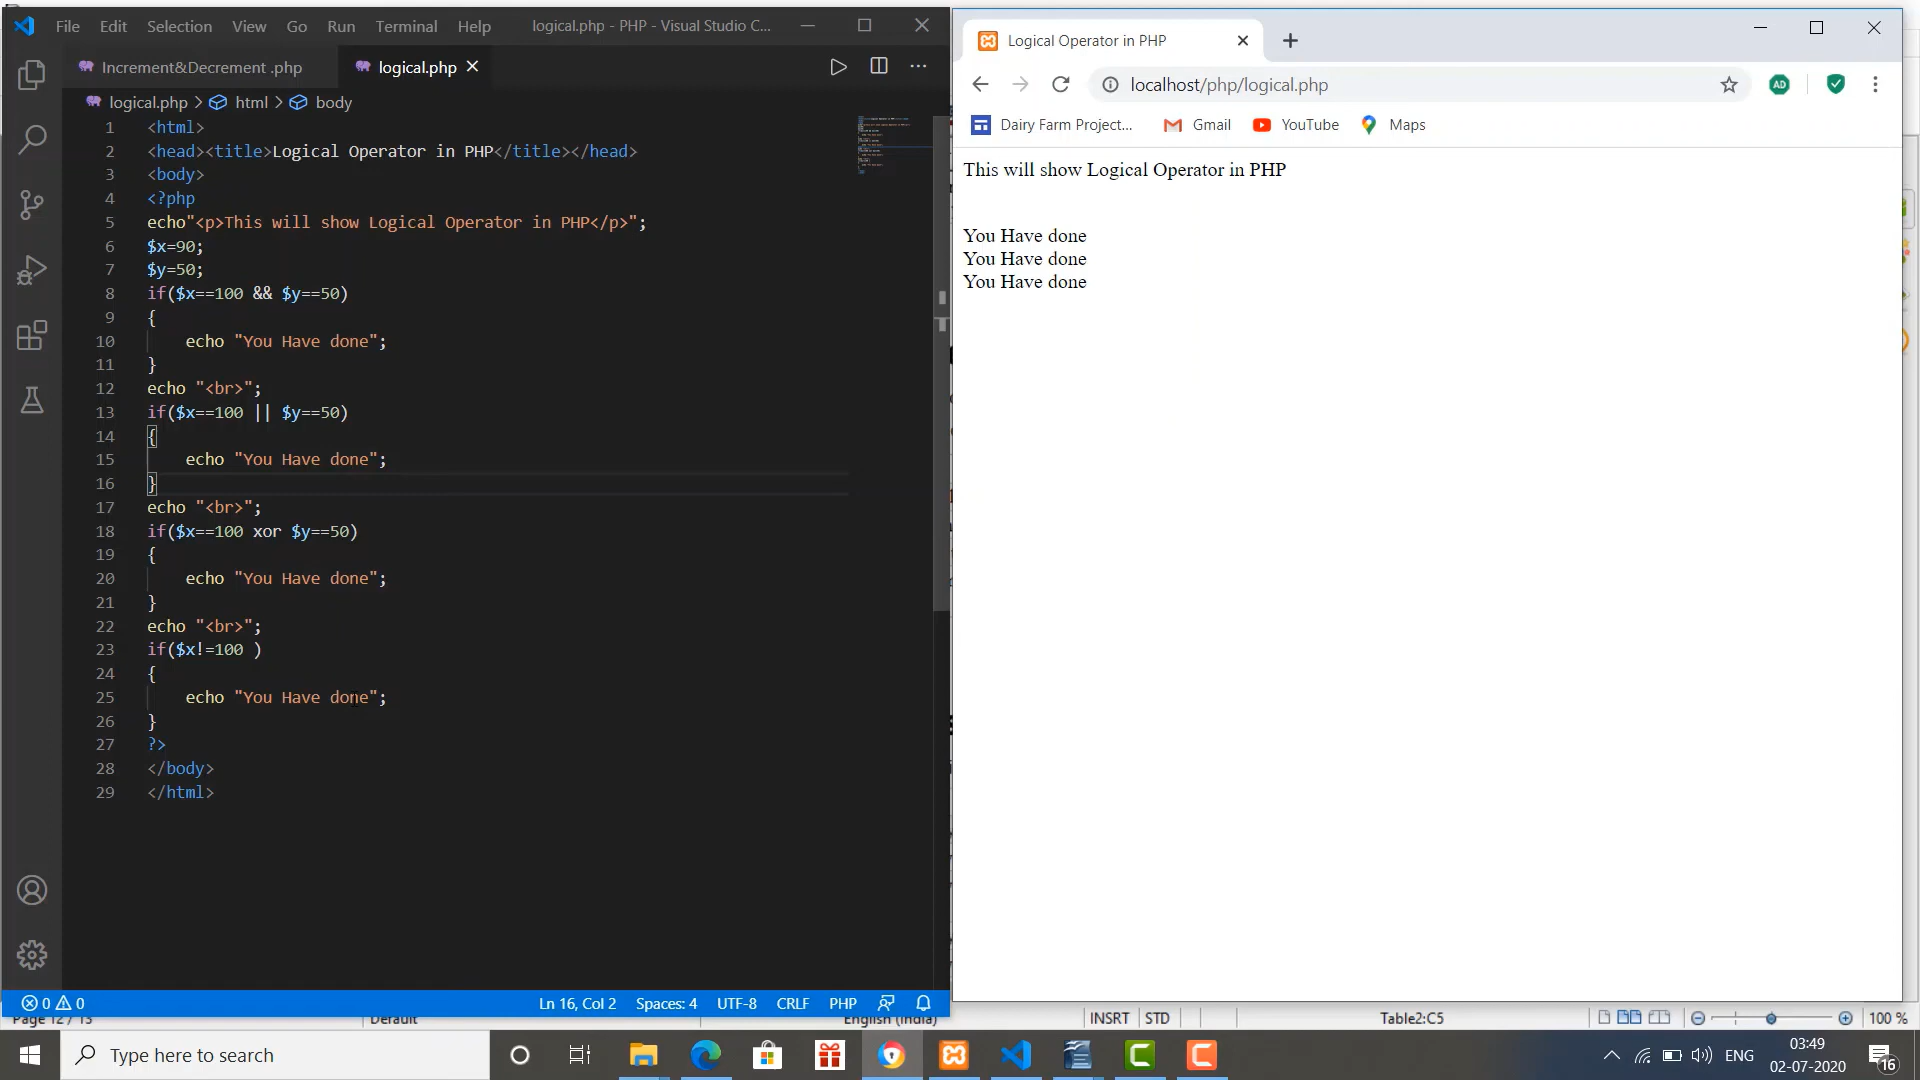 File Edit Selection View Go Run Terminal Help logical.php - PHP - Visual Studio C...
Increment&Decrement .php logical.php
logical.php > html > body
1 <html>
2 <head><title>Logical Operator in PHP</title></head>
3 <body>
4 <?php
5 echo"<p>This will show Logical Operator in PHP</p>";
6 $x=90;
7 $y=50;
8 if($x==100 && $y==50)
9 {
10 echo "You Have done";
11 }
12 echo "<br>";
13 if($x==100 || $y==50)
14 {
15 echo "You Have done";
16 }
17 echo "<br>";
18 if($x==100 xor $y==50)
19 {
20 echo "You Have done";
21 }
22 echo "<br>";
23 if($x!=100 )
24 {
25 echo "You Have done";
26 }
27 ?>
28 </body>
29 </html>
0 0 Ln 16, Col 2 Spaces: 4 UTF-8 CRLF PHP
Logical Operator in PHP
localhost/php/logical.php
AD
Dairy Farm Project... Gmail YouTube Maps
This will show Logical Operator in PHP
You Have done
You Have done
You Have done
Page 12 / 13 Default English (India) INSRT STD Table2:C5 100 %
Type here to search
ENG
03:49
02-07-2020
16